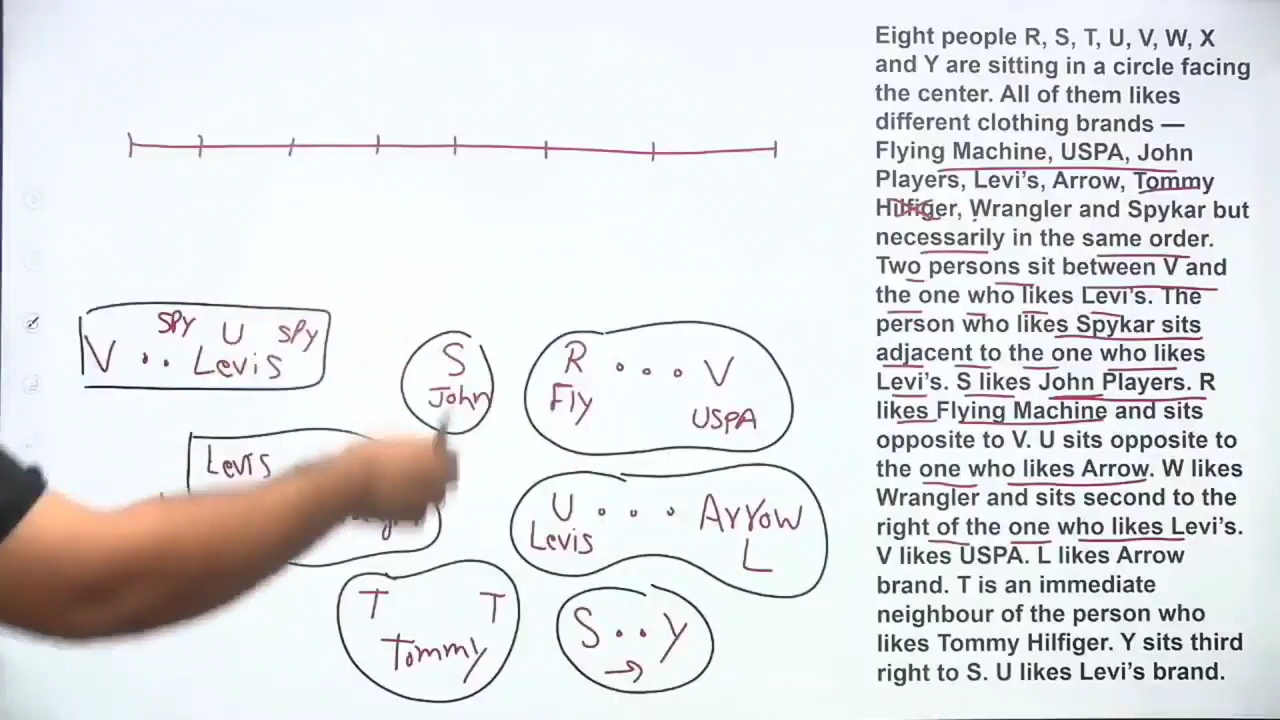 Eight people R, S, T, U, V, W, X
and Y are sitting in a circle facing
the center. All of them likes
different clothing brands —
Flying Machine, USPA, John
Players, Levi's, Arrow, Tommy
Hilfiger, Wrangler and Spykar but
necessarily in the same order.
Two persons sit between V and
the one who likes Levi's. The
person who likes Spykar sits
adjacent to the one who likes
Levi's. S likes John Players. R
likes Flying Machine and sits
opposite to V. U sits opposite to
the one who likes Arrow. W likes
Wrangler and sits second to the
right of the one who likes Levi's.
V likes USPA. L likes Arrow
brand. T is an immediate
neighbour of the person who
likes Tommy Hilfiger. Y sits third
right to S. U likes Levi's brand.
SPY U SPY
V .. Levis
S
John
R ... V
Fly USPA
Levis
U ... Arrow
Levis L
T T
Tommy
S .. Y
→